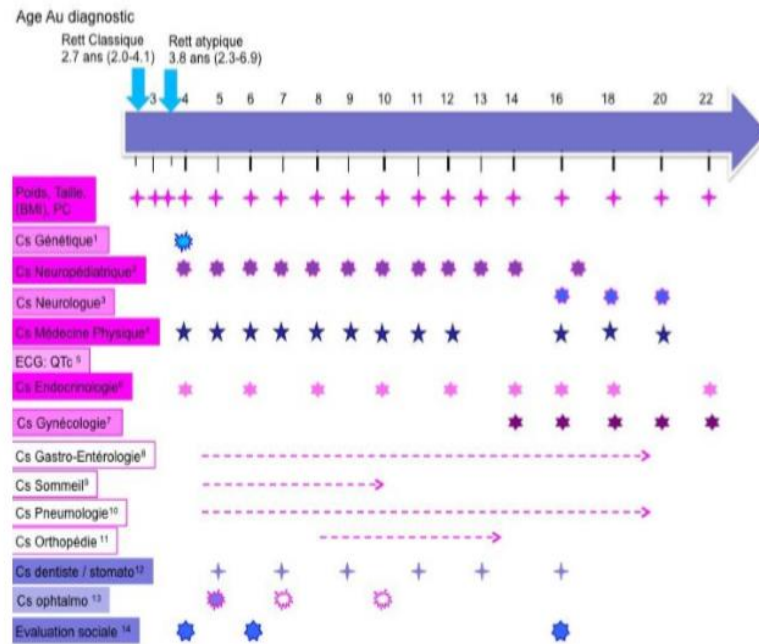 Age Au diagnostic
Rett Classique
2.7 ans (2.0-4.1)
Rett atypique
3.8 ans (2.3-6.9)
3 4 5 6 7 8 9 10 11 12 13 14 16 18 20 22
Poids, Taille,
(BMI), PC
Cs Génétique¹
Cs Neuropédiatrique²
Cs Neurologue³
Cs Médecine Physique⁴
ECG: QTc ⁵
Cs Endocrinologie⁶
Cs Gynécologie⁷
Cs Gastro-Entérologie⁸
Cs Sommeil⁹
Cs Pneumologie¹⁰
Cs Orthopédie ¹¹
Cs dentiste / stomato¹²
Cs ophtalmo ¹³
Evaluation sociale ¹⁴